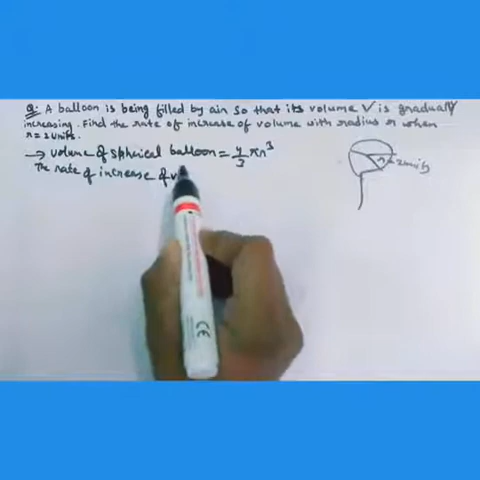 Q: A balloon is being filled by air so that its volume V is gradually
increasing. Find the rate of increase of volume with radius r when
r = 2 units.
→ volume of spherical balloon = 4/3 πr³
The rate of increase of v
r = 2 units
CE